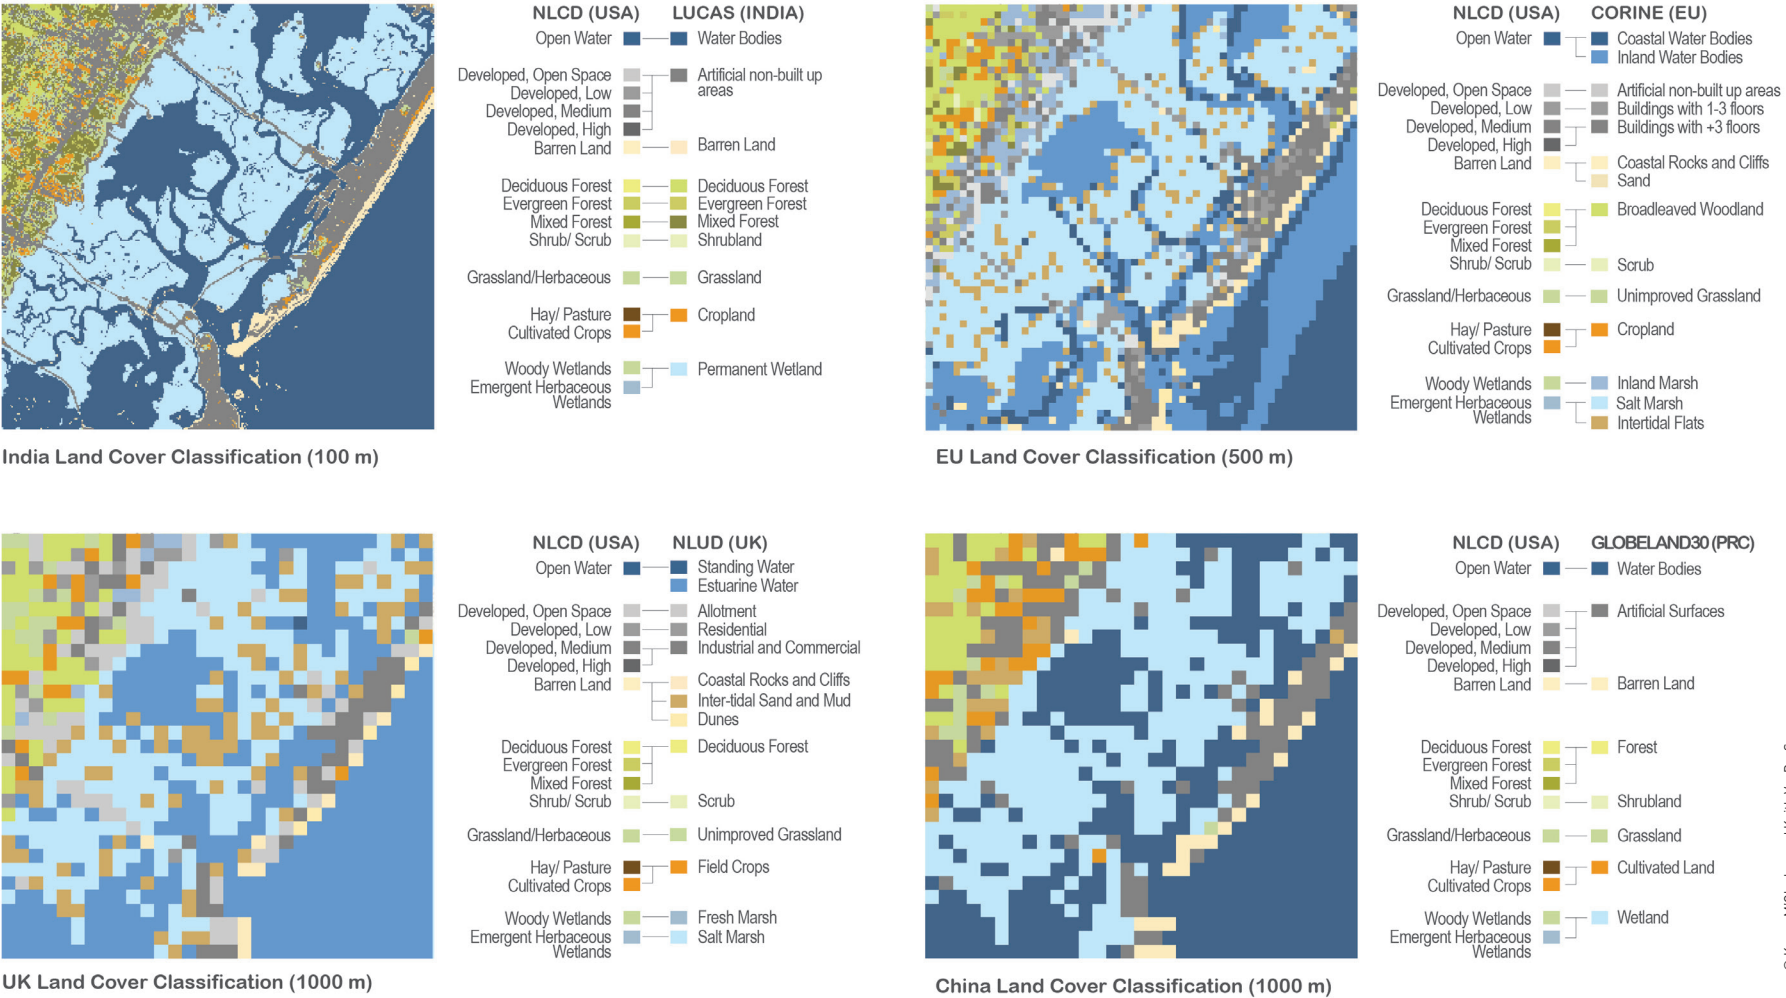 NLCD (USA) LUCAS (INDIA)
Open Water Water Bodies
Developed, Open Space Artificial non-built up
areas
Developed, Low
Developed, Medium
Developed, High
Barren Land Barren Land
Deciduous Forest Deciduous Forest
Evergreen Forest Evergreen Forest
Mixed Forest Mixed Forest
Shrub/ Scrub Shrubland
Grassland/Herbaceous Grassland
Hay/ Pasture Cropland
Cultivated Crops
Woody Wetlands Permanent Wetland
Emergent Herbaceous
Wetlands
India Land Cover Classification (100 m)
NLCD (USA) CORINE (EU)
Open Water Coastal Water Bodies
Inland Water Bodies
Developed, Open Space Artificial non-built up areas
Developed, Low Buildings with 1-3 floors
Developed, Medium Buildings with +3 floors
Developed, High
Barren Land Coastal Rocks and Cliffs
Sand
Deciduous Forest Broadleaved Woodland
Evergreen Forest
Mixed Forest
Shrub/ Scrub Scrub
Grassland/Herbaceous Unimproved Grassland
Hay/ Pasture Cropland
Cultivated Crops
Woody Wetlands Inland Marsh
Emergent Herbaceous Salt Marsh
Wetlands Intertidal Flats
EU Land Cover Classification (500 m)
NLCD (USA) NLUD (UK)
Open Water Standing Water
Estuarine Water
Developed, Open Space Allotment
Developed, Low Residential
Developed, Medium Industrial and Commercial
Developed, High
Barren Land Coastal Rocks and Cliffs
Inter-tidal Sand and Mud
Dunes
Deciduous Forest Deciduous Forest
Evergreen Forest
Mixed Forest
Shrub/ Scrub Scrub
Grassland/Herbaceous Unimproved Grassland
Hay/ Pasture Field Crops
Cultivated Crops
Woody Wetlands Fresh Marsh
Emergent Herbaceous Salt Marsh
Wetlands
UK Land Cover Classification (1000 m)
NLCD (USA) GLOBELAND30 (PRC)
Open Water Water Bodies
Developed, Open Space Artificial Surfaces
Developed, Low
Developed, Medium
Developed, High
Barren Land Barren Land
Deciduous Forest Forest
Evergreen Forest
Mixed Forest
Shrub/ Scrub Shrubland
Grassland/Herbaceous Grassland
Hay/ Pasture Cultivated Land
Cultivated Crops
Woody Wetlands Wetland
Emergent Herbaceous
Wetlands
China Land Cover Classification (1000 m)